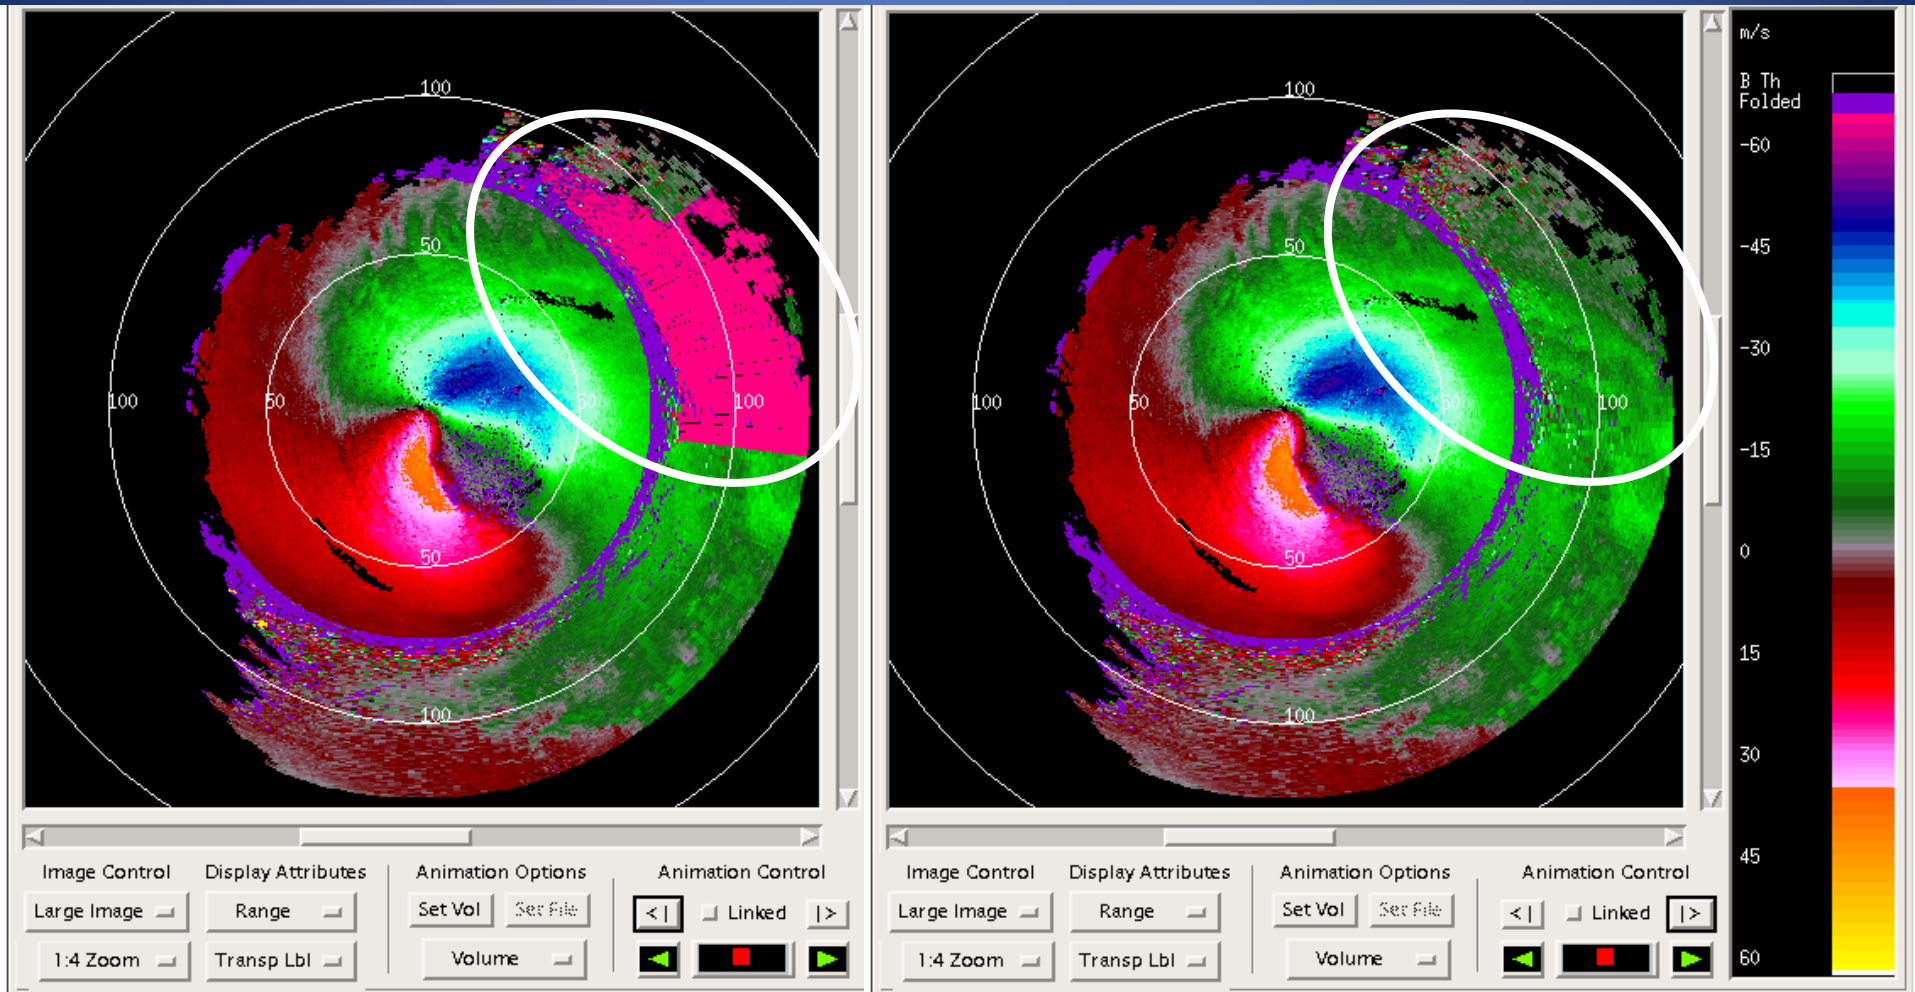 100
50
100
50
50
100
50
100
Image Control
Display Attributes
Animation Options
Animation Control
Large Image
Range
Set Vol
Set File
<|
Linked
|>
1:4 Zoom
Transp Lbl
Volume
100
50
100
50
50
100
50
100
Image Control
Display Attributes
Animation Options
Animation Control
Large Image
Range
Set Vol
Set File
<|
Linked
|>
1:4 Zoom
Transp Lbl
Volume
m/s
B Th
Folded
-60
-45
-30
-15
0
15
30
45
60